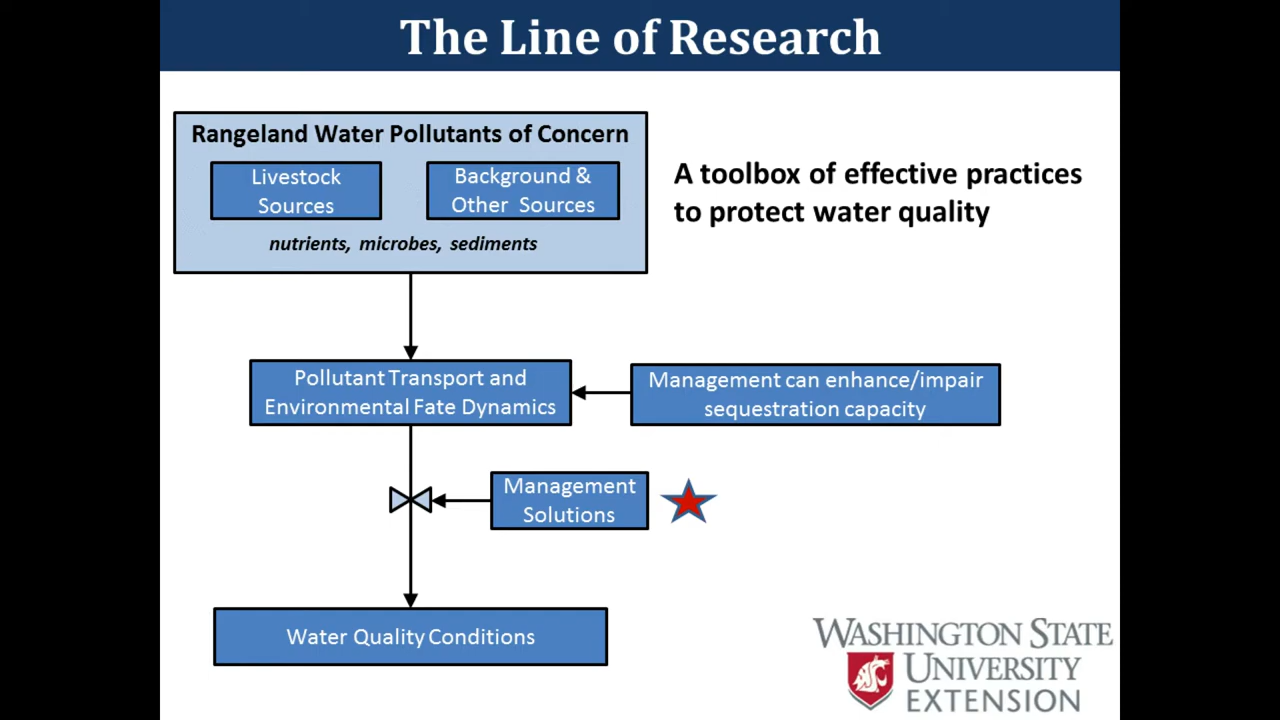 The Line of Research
Rangeland Water Pollutants of Concern
Livestock
Sources
Background &
Other Sources
nutrients, microbes, sediments
A toolbox of effective practices
to protect water quality
Pollutant Transport and
Environmental Fate Dynamics
Management can enhance/impair
sequestration capacity
Management
Solutions
Water Quality Conditions
WASHINGTON STATE
UNIVERSITY
EXTENSION